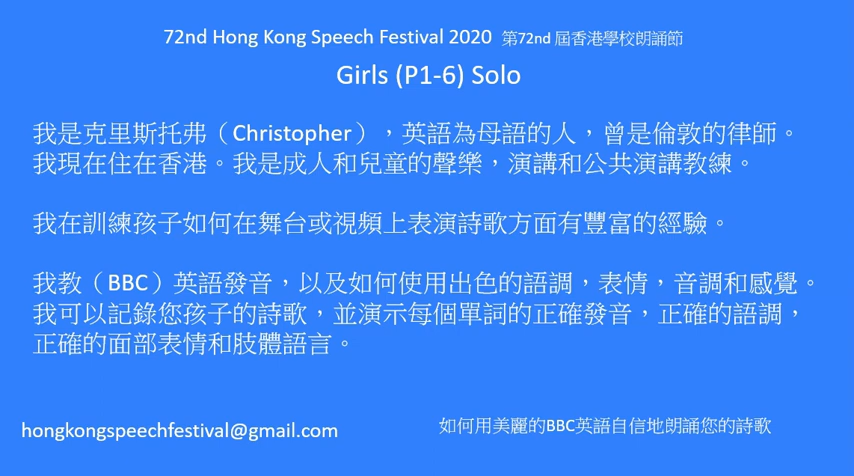 72nd Hong Kong Speech Festival 2020 第72nd 屆香港學校朗誦節
Girls (P1-6) Solo
我是克里斯托弗（Christopher），英語為母語的人，曾是倫敦的律師。
我現在住在香港。我是成人和兒童的聲樂，演講和公共演講教練。
我在訓練孩子如何在舞台或視頻上表演詩歌方面有豐富的經驗。
我教（BBC）英語發音，以及如何使用出色的語調，表情，音調和感覺。
我可以記錄您孩子的詩歌，並演示每個單詞的正確發音，正確的語調，
正確的面部表情和肢體語言。
hongkongspeechfestival@gmail.com
如何用美麗的BBC英語自信地朗誦您的詩歌